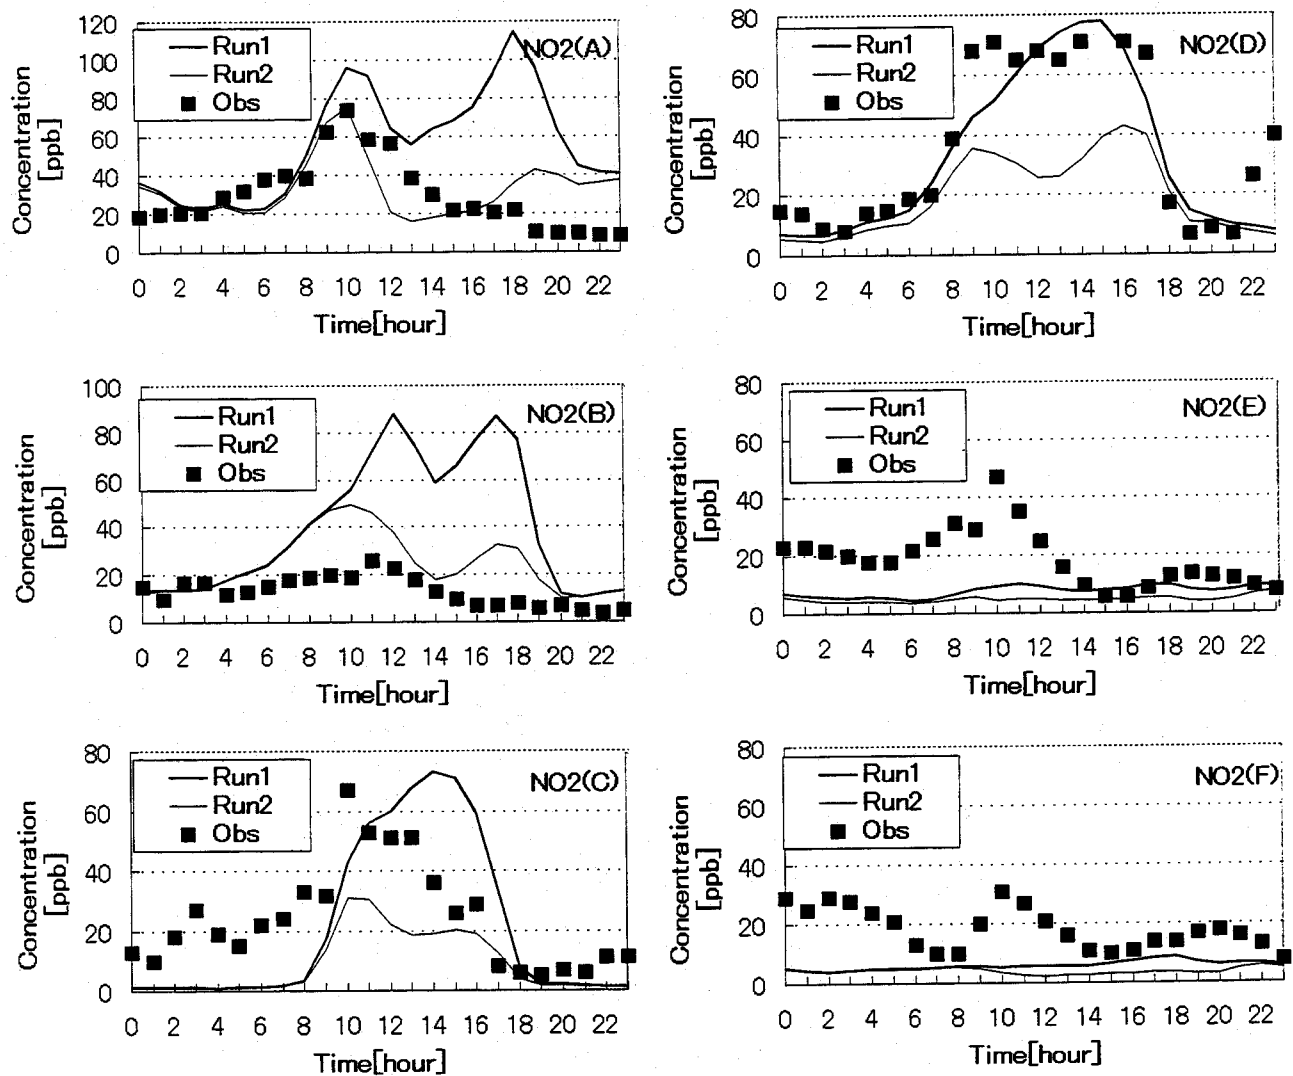 120
100
80
60
40
20
0
Concentration
[ppb]
Run1
Run2
Obs
NO2(A)
0 2 4 6 8 10 12 14 16 18 20 22
Time[hour]
80
60
40
20
0
Concentration
[ppb]
Run1
Run2
Obs
NO2(D)
0 2 4 6 8 10 12 14 16 18 20 22
Time[hour]
100
80
60
40
20
0
Concentration
[ppb]
Run1
Run2
Obs
NO2(B)
0 2 4 6 8 10 12 14 16 18 20 22
Time[hour]
80
60
40
20
0
Concentration
[ppb]
Run1
Run2
Obs
NO2(E)
0 2 4 6 8 10 12 14 16 18 20 22
Time[hour]
80
60
40
20
0
Concentration
[ppb]
Run1
Run2
Obs
NO2(C)
0 2 4 6 8 10 12 14 16 18 20 22
Time[hour]
80
60
40
20
0
Concentration
[ppb]
Run1
Run2
Obs
NO2(F)
0 2 4 6 8 10 12 14 16 18 20 22
Time[hour]